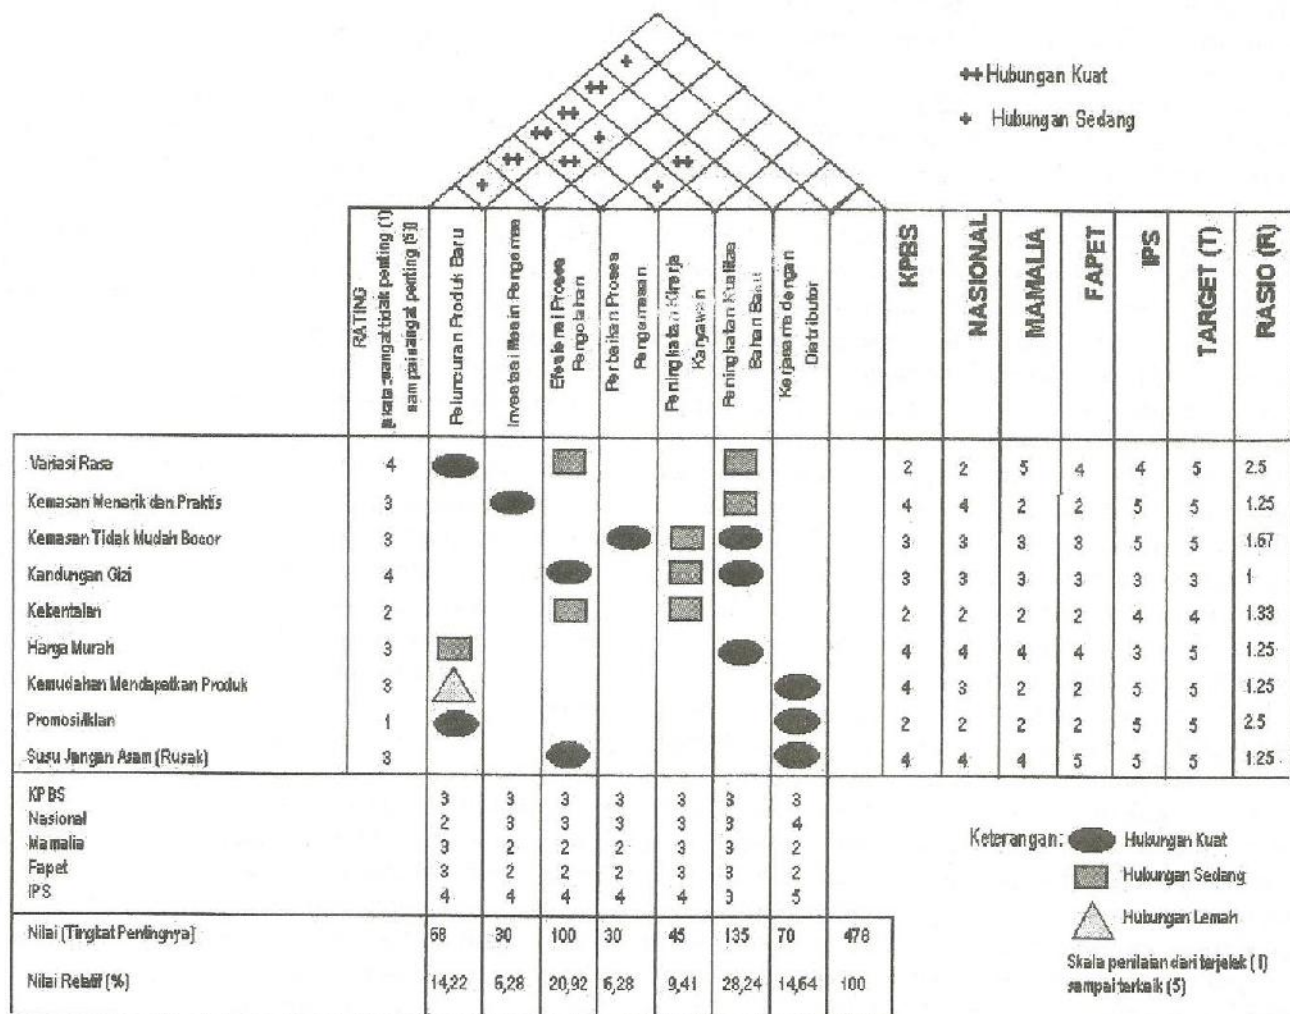 ++ Hubungan Kuat
+ Hubungan Sedang
RATING
sampai sangat penting (5)
Peluncuran Produk Baru
Investasi Mesin Pengemas
Efisiensi Proses
Pengolahan
Perbaikan Proses
Pengemasan
Peningkatan Kinerja
Karyawan
Peningkatan Kualitas
Bahan Baku
Kerjasama dengan
Distributor
KPBS
NASIONAL
MAMALIA
FAPET
IPS
TARGET (T)
RASIO (R)
Variasi Rasa 4 2 2 5 4 4 5 2.5
Kemasan Menarik dan Praktis 3 4 4 2 2 5 5 1.25
Kemasan Tidak Mudah Bocor 3 3 3 3 3 5 5 1.67
Kandungan Gizi 4 3 3 3 3 3 3 1
Kekentalan 2 2 2 2 2 4 4 1.33
Harga Murah 3 4 4 4 4 3 5 1.25
Kemudahan Mendapatkan Produk 3 4 3 2 2 5 5 1.25
Promosi/Iklan 1 2 2 2 2 5 5 2.5
Susu Jangan Asam (Rusak) 3 4 4 4 5 5 5 1.25
KPBS 3 3 3 3 3 3 3
Nasional 2 3 3 3 3 3 4
Mamalia 3 2 2 2 3 3 2
Fapet 3 2 2 2 3 3 2
IPS 4 4 4 4 4 3 5
Keterangan: Hubungan Kuat
Hubungan Sedang
Hubungan Lemah
Skala penilaian dari terjelek (1)
sampai terbaik (5)
Nilai (Tingkat Pentingnya) 68 30 100 30 45 135 70 478
Nilai Relatif (%) 14,22 6,28 20,92 6,28 9,41 28,24 14,64 100